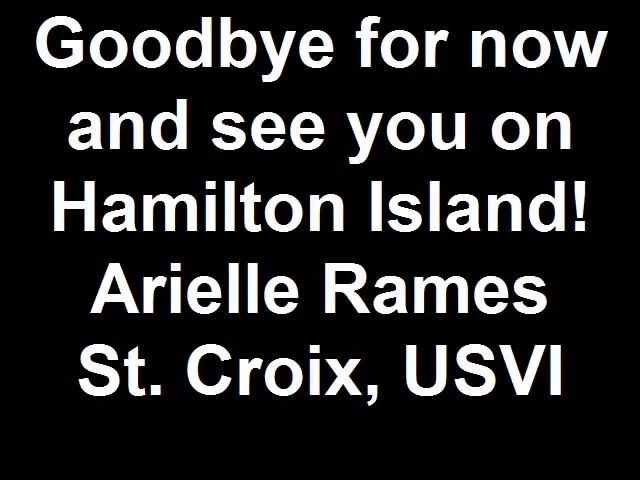 Goodbye for now
and see you on
Hamilton Island!
Arielle Rames
St. Croix, USVI